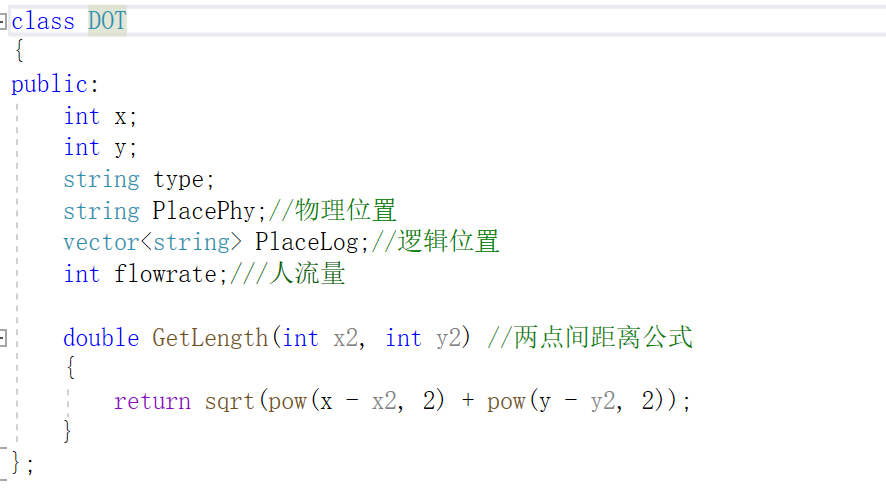 class DOT
{
public:
    int x;
    int y;
    string type;
    string PlacePhy;//物理位置
    vector<string> PlaceLog;//逻辑位置
    int flowrate;///人流量
    double GetLength(int x2, int y2) //两点间距离公式
    {
        return sqrt(pow(x - x2, 2) + pow(y - y2, 2));
    }
};